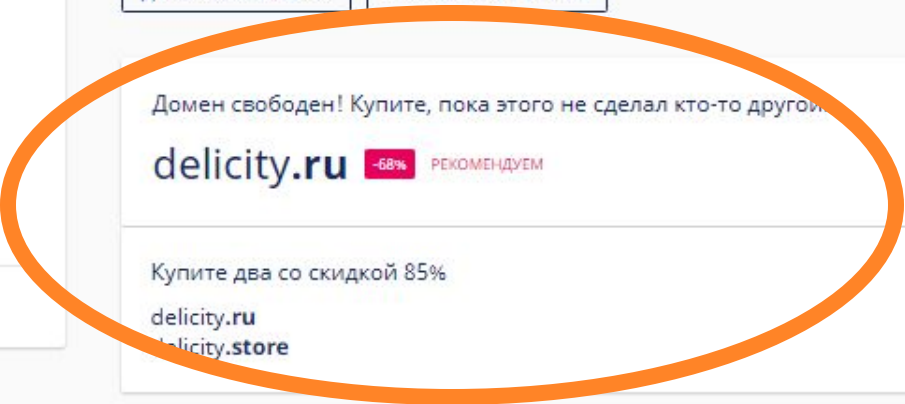 Домен свободен! Купите, пока этого не сделал кто-то другой.
delicity.ru -68% РЕКОМЕНДУЕМ
Купите два со скидкой 85%
delicity.ru
delicity.store